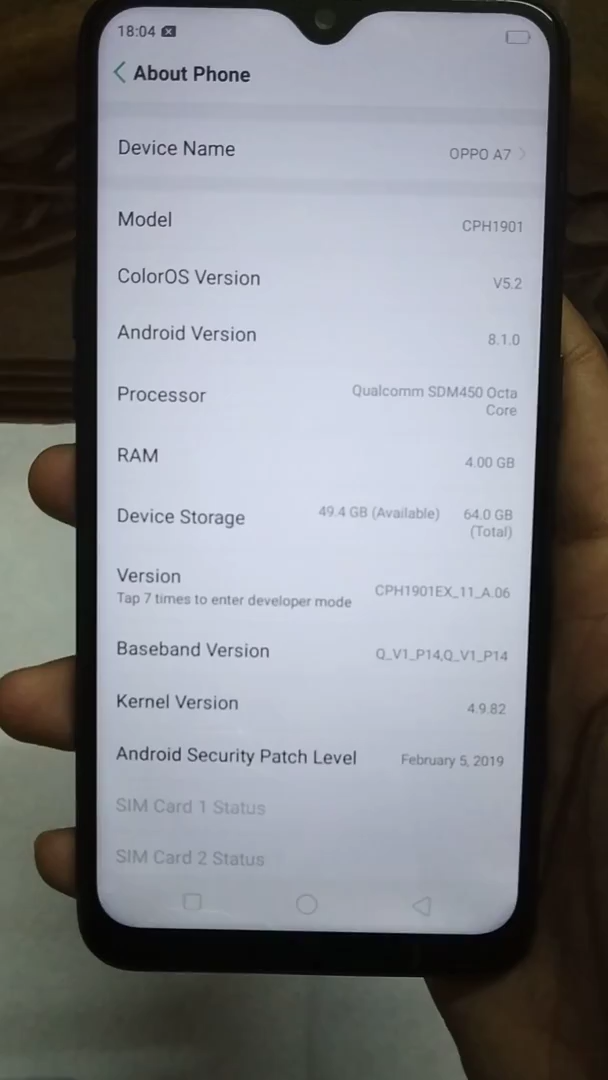 18:04
About Phone
Device Name OPPO A7
Model CPH1901
ColorOS Version V5.2
Android Version 8.1.0
Processor Qualcomm SDM450 Octa
Core
RAM 4.00 GB
Device Storage 49.4 GB (Available) 64.0 GB
(Total)
Version
Tap 7 times to enter developer mode CPH1901EX_11_A.06
Baseband Version Q_V1_P14,Q_V1_P14
Kernel Version 4.9.82
Android Security Patch Level February 5, 2019
SIM Card 1 Status
SIM Card 2 Status